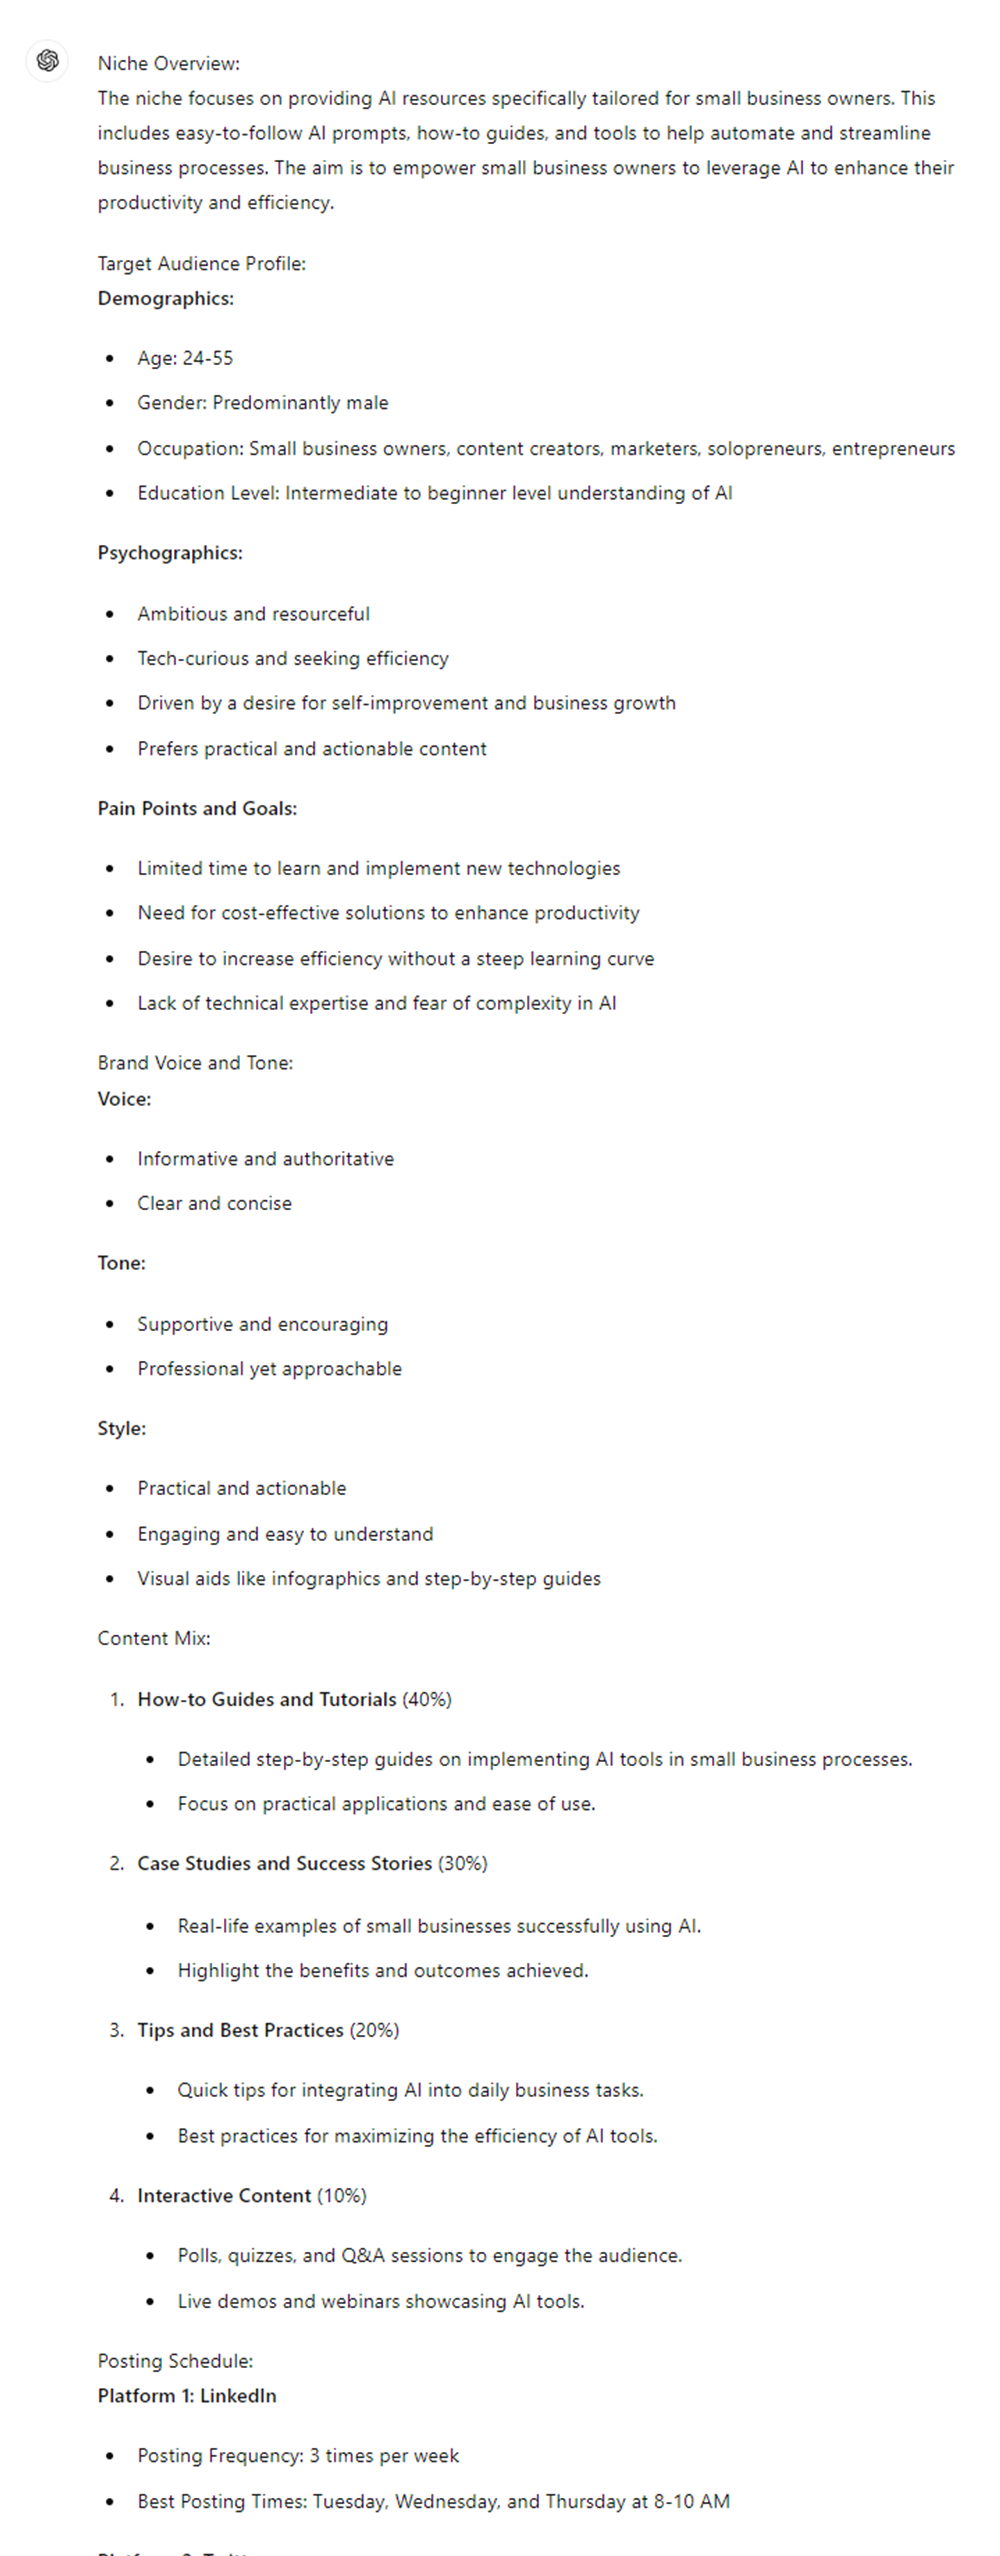 Niche Overview:
The niche focuses on providing AI resources specifically tailored for small business owners. This
includes easy-to-follow AI prompts, how-to guides, and tools to help automate and streamline
business processes. The aim is to empower small business owners to leverage AI to enhance their
productivity and efficiency.
Target Audience Profile:
Demographics:
• Age: 24-55
• Gender: Predominantly male
• Occupation: Small business owners, content creators, marketers, solopreneurs, entrepreneurs
• Education Level: Intermediate to beginner level understanding of AI
Psychographics:
• Ambitious and resourceful
• Tech-curious and seeking efficiency
• Driven by a desire for self-improvement and business growth
• Prefers practical and actionable content
Pain Points and Goals:
• Limited time to learn and implement new technologies
• Need for cost-effective solutions to enhance productivity
• Desire to increase efficiency without a steep learning curve
• Lack of technical expertise and fear of complexity in AI
Brand Voice and Tone:
Voice:
• Informative and authoritative
• Clear and concise
Tone:
• Supportive and encouraging
• Professional yet approachable
Style:
• Practical and actionable
• Engaging and easy to understand
• Visual aids like infographics and step-by-step guides
Content Mix:
1. How-to Guides and Tutorials (40%)
• Detailed step-by-step guides on implementing AI tools in small business processes.
• Focus on practical applications and ease of use.
2. Case Studies and Success Stories (30%)
• Real-life examples of small businesses successfully using AI.
• Highlight the benefits and outcomes achieved.
3. Tips and Best Practices (20%)
• Quick tips for integrating AI into daily business tasks.
• Best practices for maximizing the efficiency of AI tools.
4. Interactive Content (10%)
• Polls, quizzes, and Q&A sessions to engage the audience.
• Live demos and webinars showcasing AI tools.
Posting Schedule:
Platform 1: LinkedIn
• Posting Frequency: 3 times per week
• Best Posting Times: Tuesday, Wednesday, and Thursday at 8-10 AM